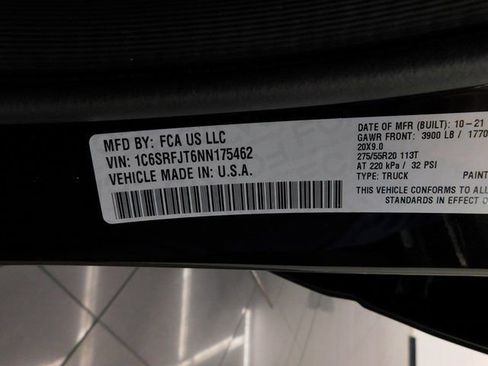 MFD BY: FCA US LLC
VIN: 1C6SRFJT6NN175462
VEHICLE MADE IN: U.S.A.
DATE OF MFR (BUILT): 10-21
GAWR FRONT: 3900 LB / 1770
20X9.0
275/55R20 113T
AT 220 kPa / 32 PSI
TYPE: TRUCK PAINT
THIS VEHICLE CONFORMS TO ALL
STANDARDS IN EFFECT O